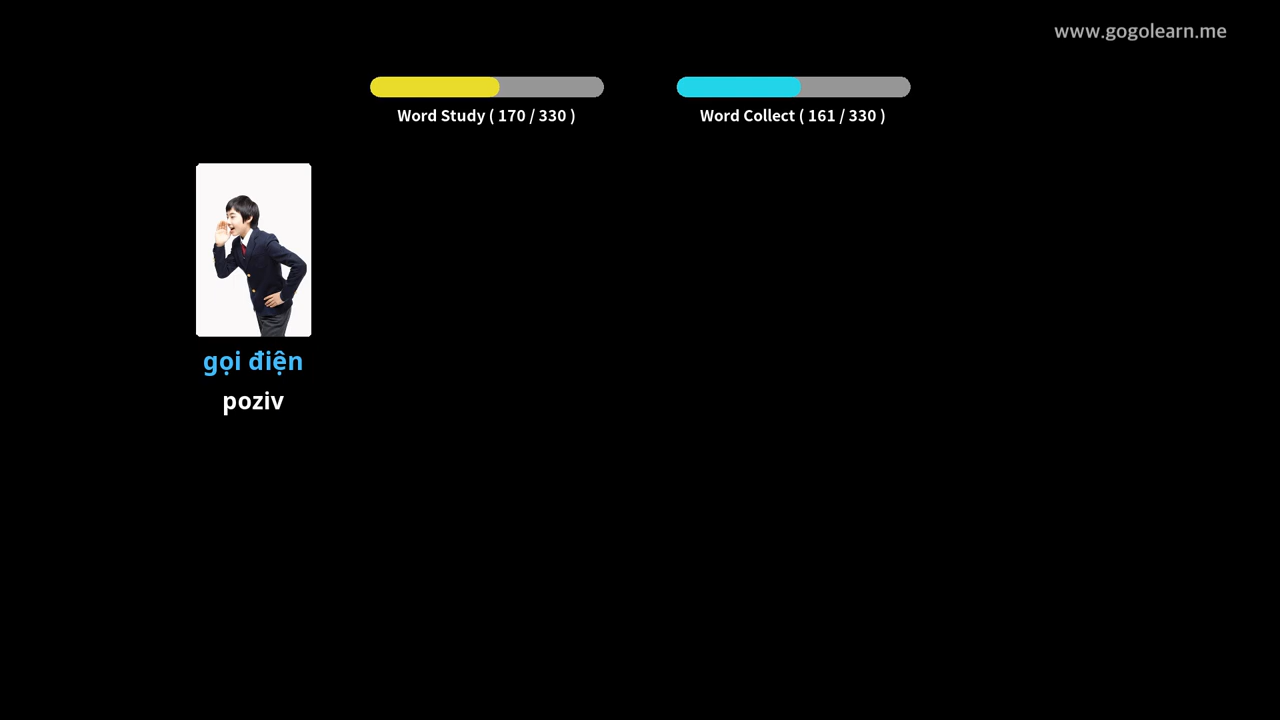 www.gogolearn.me
Word Study ( 170 / 330 )
Word Collect ( 161 / 330 )
gọi điện
poziv